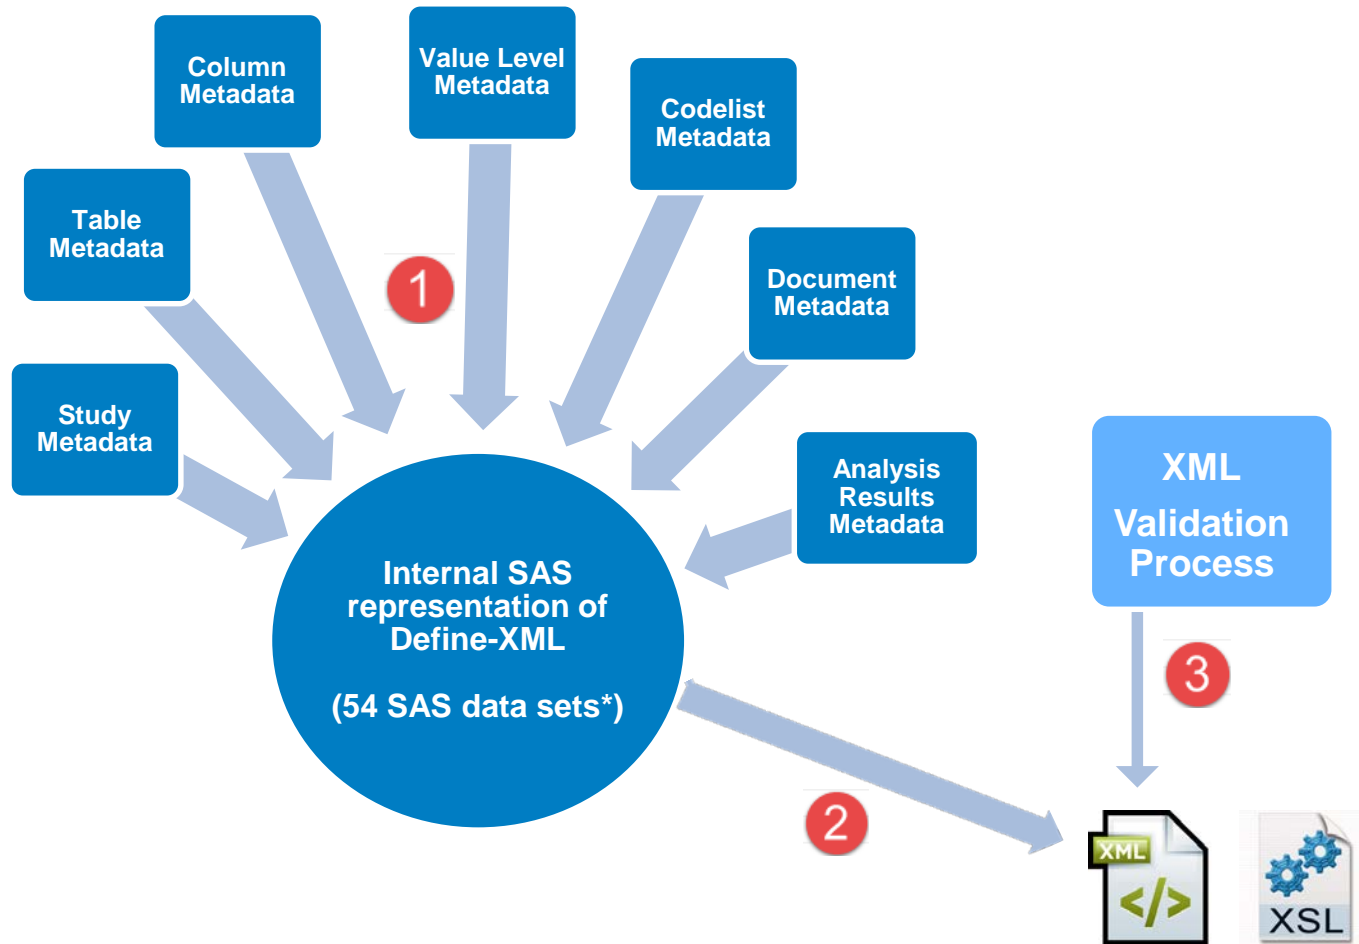 Column
Metadata
Value Level
Metadata
Codelist
Metadata
Table
Metadata
Document
Metadata
1
Study
Metadata
Analysis
Results
Metadata
XML
Validation
Process
Internal SAS
representation of
Define-XML
(54 SAS data sets*)
3
2
XML
</>
XSL